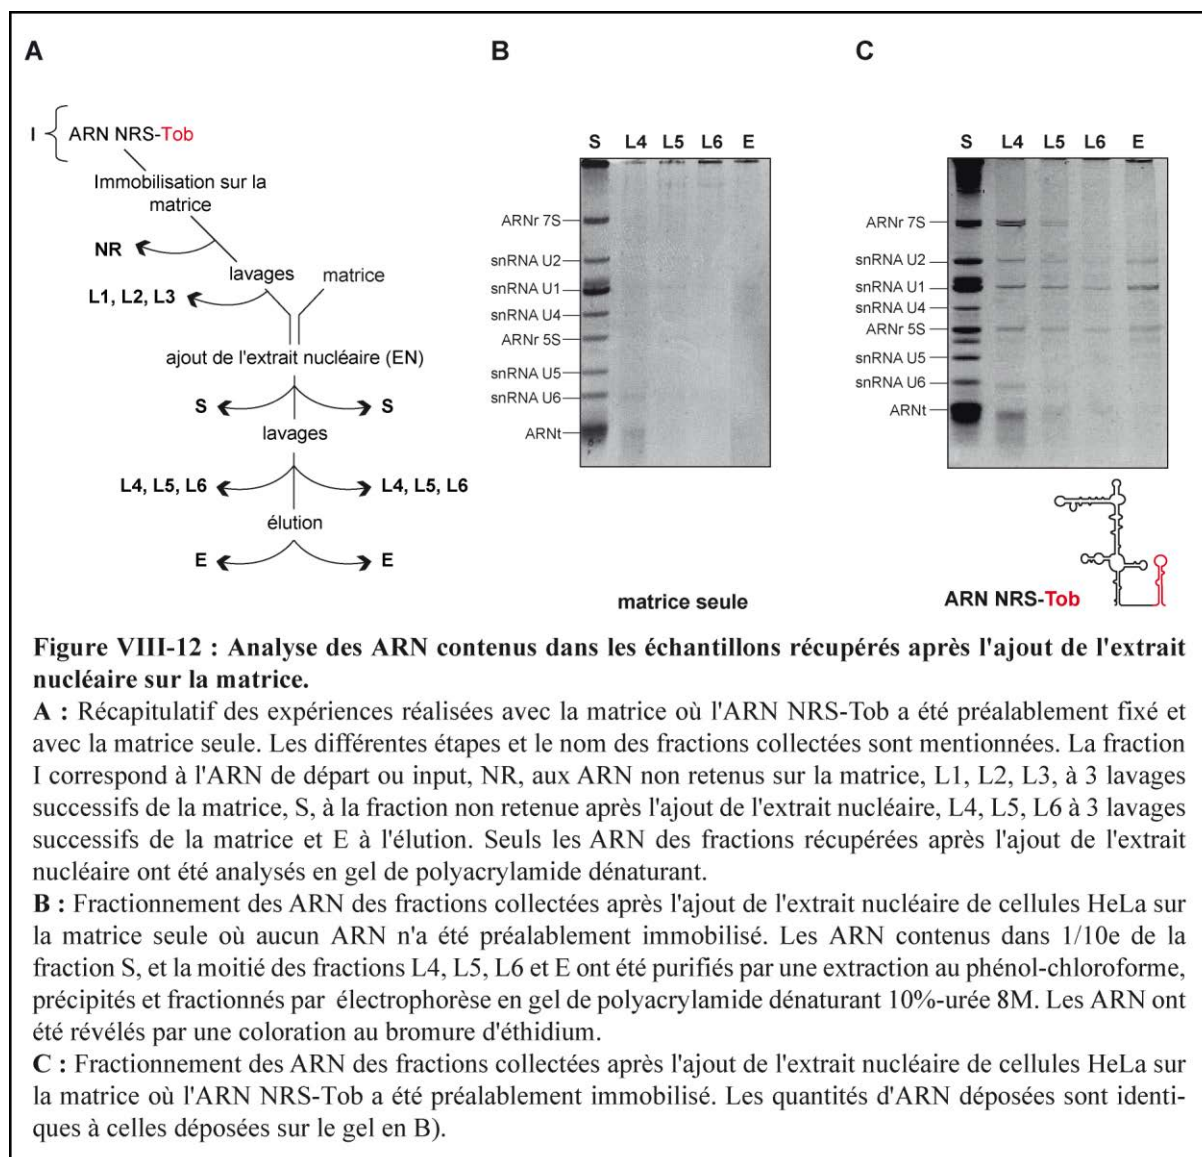 A
I
ARN NRS-Tob
Immobilisation sur la
matrice
NR
lavages
matrice
L1, L2, L3
ajout de l'extrait nucléaire (EN)
S
S
lavages
L4, L5, L6
L4, L5, L6
élution
E
E
B
S L4 L5 L6 E
ARNr 7S
snRNA U2
snRNA U1
snRNA U4
ARNr 5S
snRNA U5
snRNA U6
ARNt
matrice seule
C
S L4 L5 L6 E
ARNr 7S
snRNA U2
snRNA U1
snRNA U4
ARNr 5S
snRNA U5
snRNA U6
ARNt
ARN NRS-Tob
Figure VIII-12 : Analyse des ARN contenus dans les échantillons récupérés après l'ajout de l'extrait
nucléaire sur la matrice.
A : Récapitulatif des expériences réalisées avec la matrice où l'ARN NRS-Tob a été préalablement fixé et
avec la matrice seule. Les différentes étapes et le nom des fractions collectées sont mentionnées. La fraction
I correspond à l'ARN de départ ou input, NR, aux ARN non retenus sur la matrice, L1, L2, L3, à 3 lavages
successifs de la matrice, S, à la fraction non retenue après l'ajout de l'extrait nucléaire, L4, L5, L6 à 3 lavages
successifs de la matrice et E à l'élution. Seuls les ARN des fractions récupérées après l'ajout de l'extrait
nucléaire ont été analysés en gel de polyacrylamide dénaturant.
B : Fractionnement des ARN des fractions collectées après l'ajout de l'extrait nucléaire de cellules HeLa sur
la matrice seule où aucun ARN n'a été préalablement immobilisé. Les ARN contenus dans 1/10e de la
fraction S, et la moitié des fractions L4, L5, L6 et E ont été purifiés par une extraction au phénol-chloroforme,
précipités et fractionnés par électrophorèse en gel de polyacrylamide dénaturant 10%-urée 8M. Les ARN ont
été révélés par une coloration au bromure d'éthidium.
C : Fractionnement des ARN des fractions collectées après l'ajout de l'extrait nucléaire de cellules HeLa sur
la matrice où l'ARN NRS-Tob a été préalablement immobilisé. Les quantités d'ARN déposées sont identi-
ques à celles déposées sur le gel en B).